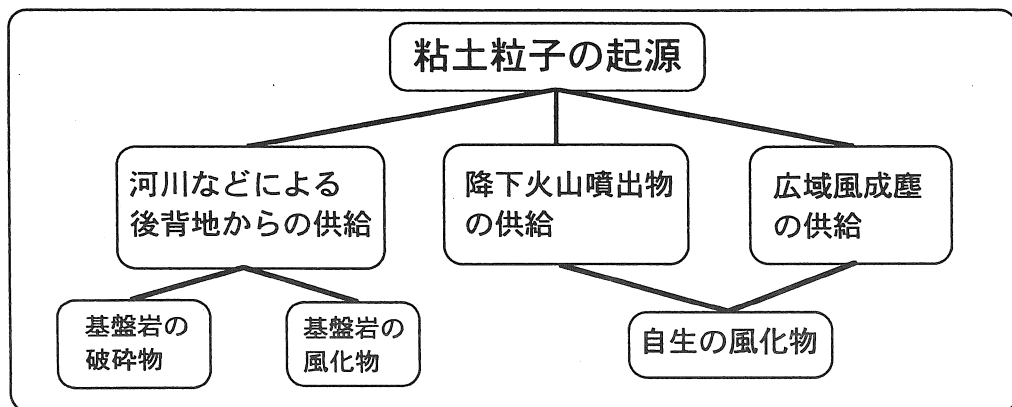 粘土粒子の起源
河川などによる
後背地からの供給
降下火山噴出物
の供給
広域風成塵
の供給
基盤岩の
破砕物
基盤岩の
風化物
自生の風化物